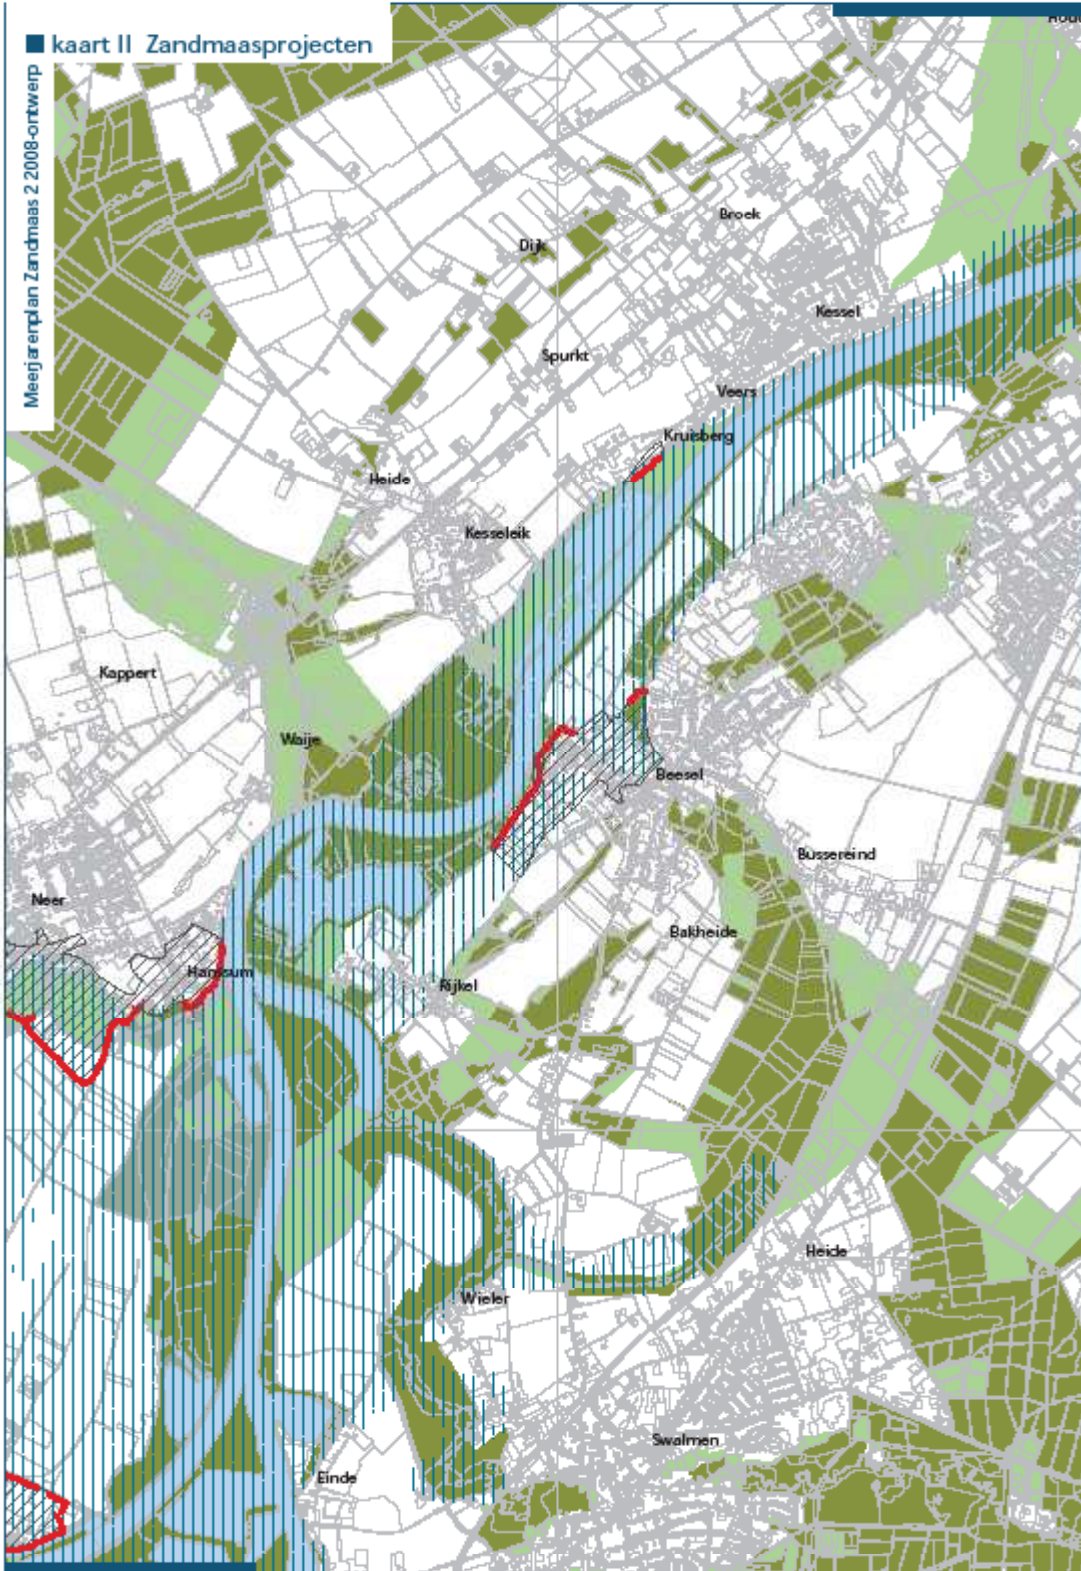 kaart II Zandmaasprojecten
Meerjarenplan Zandmaas 2 2008-ontwerp
Broek
Dijk
Kessel
Spurkt
Veers
Kruisberg
Heide
Kesseleik
Kappert
Waije
Beesel
Bussereind
Neer
Bakheide
Hansum
Rijkel
Heide
Wieler
Swalmen
Einde